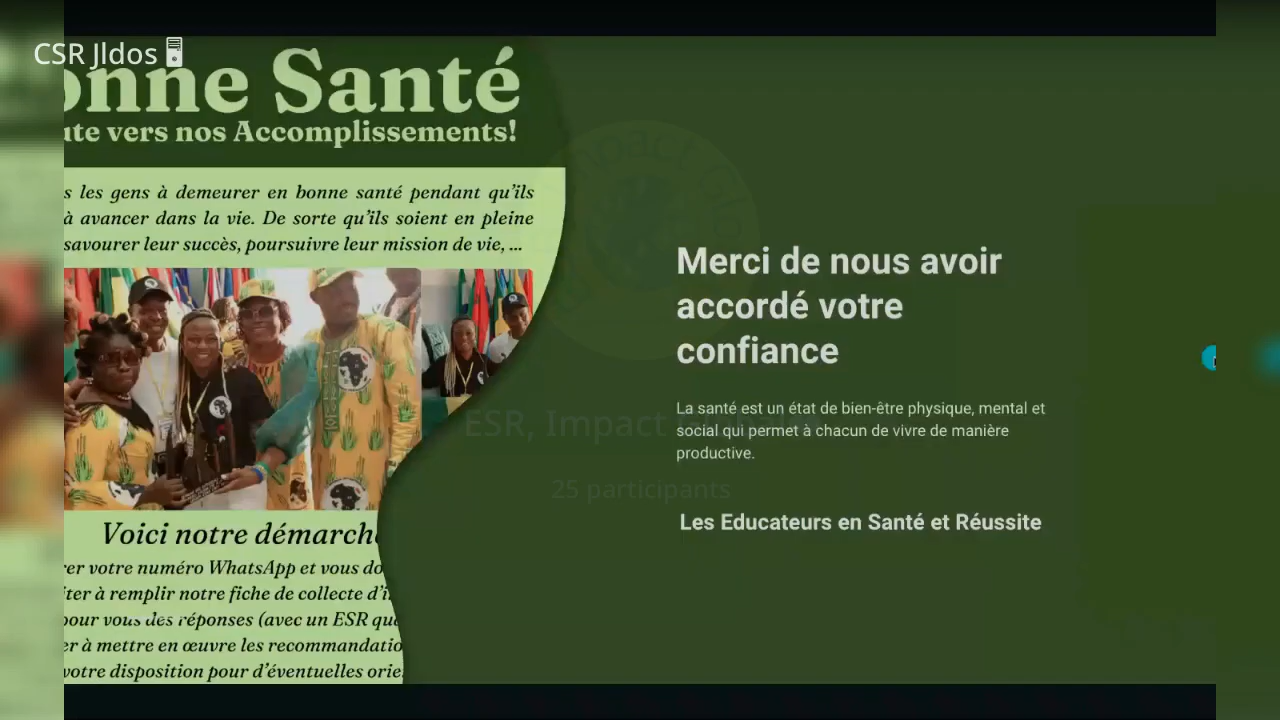 CSR Jldos
onne Santé
ute vers nos Accomplissements!
s les gens à demeurer en bonne santé pendant qu'ils
à avancer dans la vie. De sorte qu'ils soient en pleine
savourer leur succès, poursuivre leur mission de vie, ...
Voici notre démarch
rer votre numéro WhatsApp et vous do
iter à remplir notre fiche de collecte d'i
pour vous des réponses (avec un ESR qu
er à mettre en œuvre les recommandatio
votre disposition pour d'éventuelles orie
Merci de nous avoir
accordé votre
confiance
La santé est un état de bien-être physique, mental et
social qui permet à chacun de vivre de manière
productive.
Les Educateurs en Santé et Réussite
ESR, Impact
25 participants